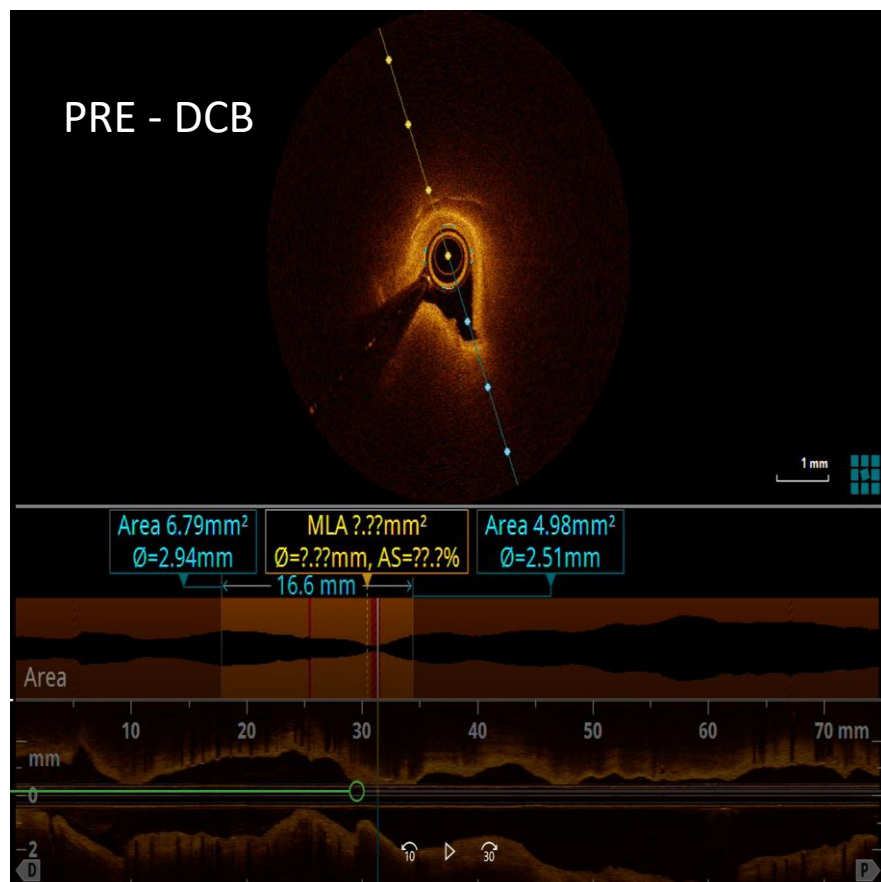 PRE - DCB
1 mm
Area 6.79mm²
Ø=2.94mm
MLA ?.??mm²
Ø=?.??mm, AS=??.?%
Area 4.98mm²
Ø=2.51mm
16.6 mm
Area
10 20 30 40 50 60 70 mm
mm
0
2
10 30
D P